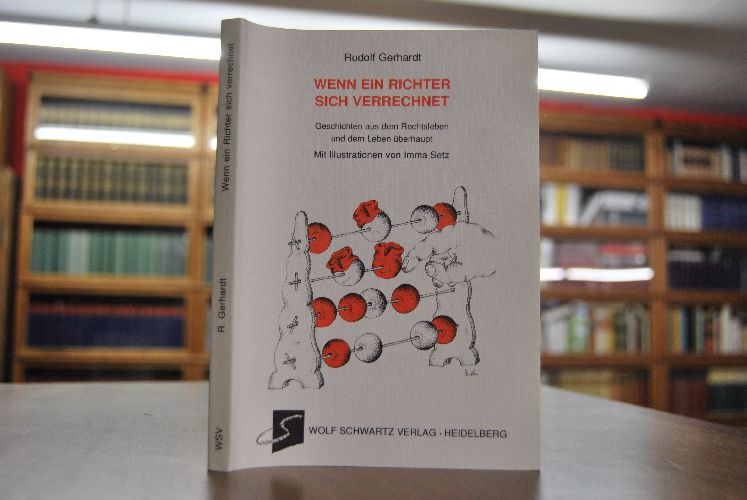 Rudolf Gerhardt
WENN EIN RICHTER
SICH VERRECHNET
Geschichten aus dem Rechtsleben
und dem Leben überhaupt
Mit Illustrationen von Imma Setz
WOLF SCHWARTZ VERLAG · HEIDELBERG
Wenn ein Richter sich verrechnet
R. Gerhardt
WSV